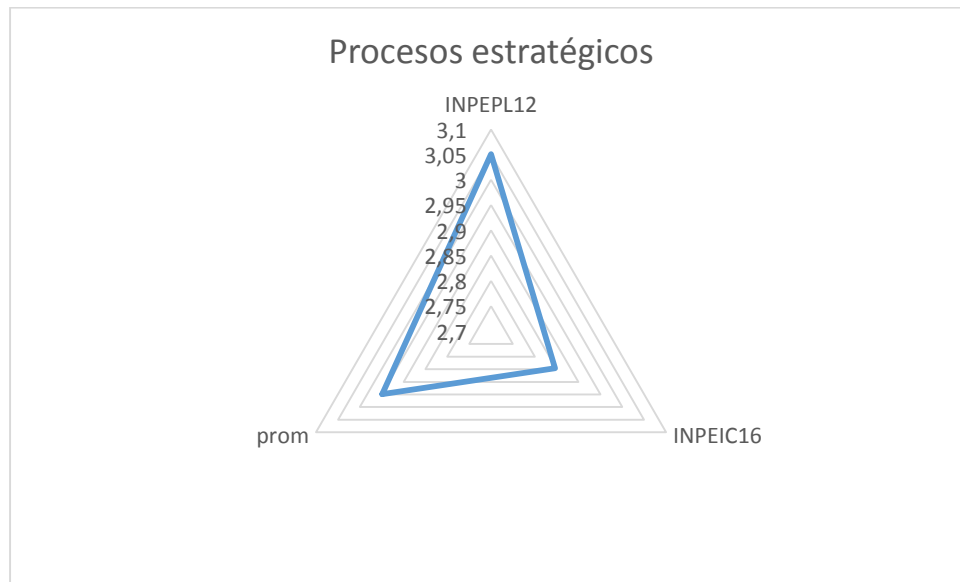 Procesos estratégicos
INPEPL12
3,1
3,05
3
2,95
2,9
2,85
2,8
2,75
2,7
prom
INPEIC16